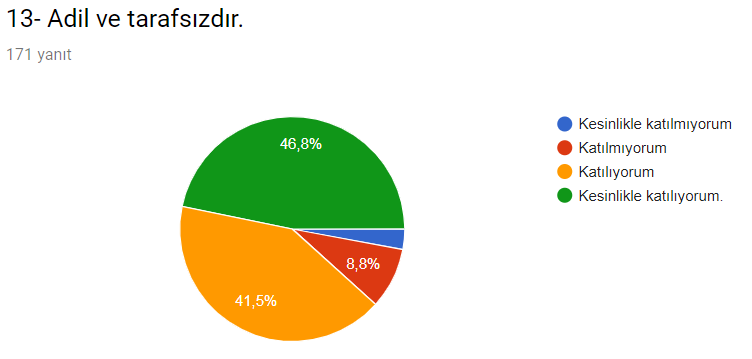 13- Adil ve tarafsızdır.
171 yanıt
46,8%
8,8%
41,5%
Kesinlikle katılmıyorum
Katılmıyorum
Katılıyorum
Kesinlikle katılıyorum.